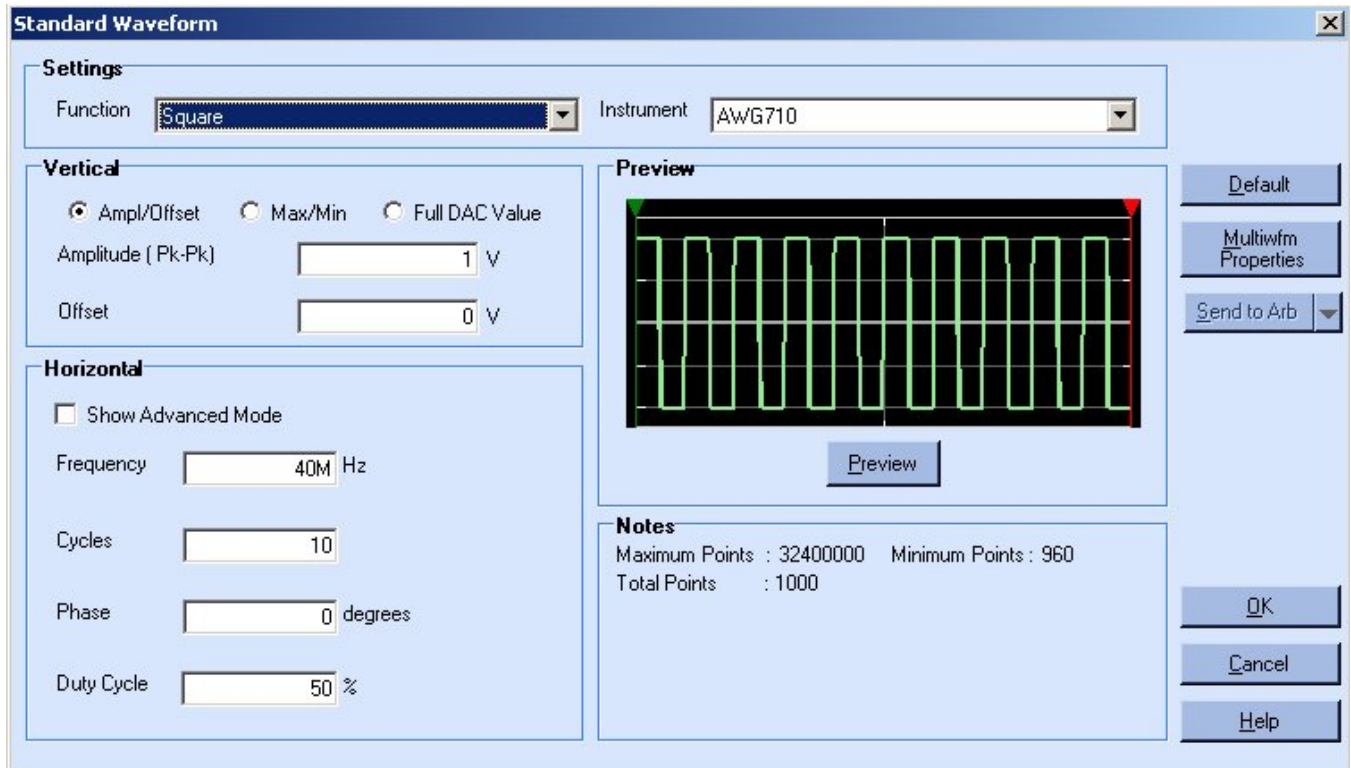 Standard Waveform
Settings
Function Square Instrument AWG710
Vertical
Ampl/Offset Max/Min Full DAC Value
Amplitude ( Pk-Pk) 1 V
Offset 0 V
Horizontal
Show Advanced Mode
Frequency 40M Hz
Cycles 10
Phase 0 degrees
Duty Cycle 50 %
Preview
Preview
Notes
Maximum Points : 32400000 Minimum Points : 960
Total Points : 1000
Default
Multiwfm
Properties
Send to Arb
OK
Cancel
Help